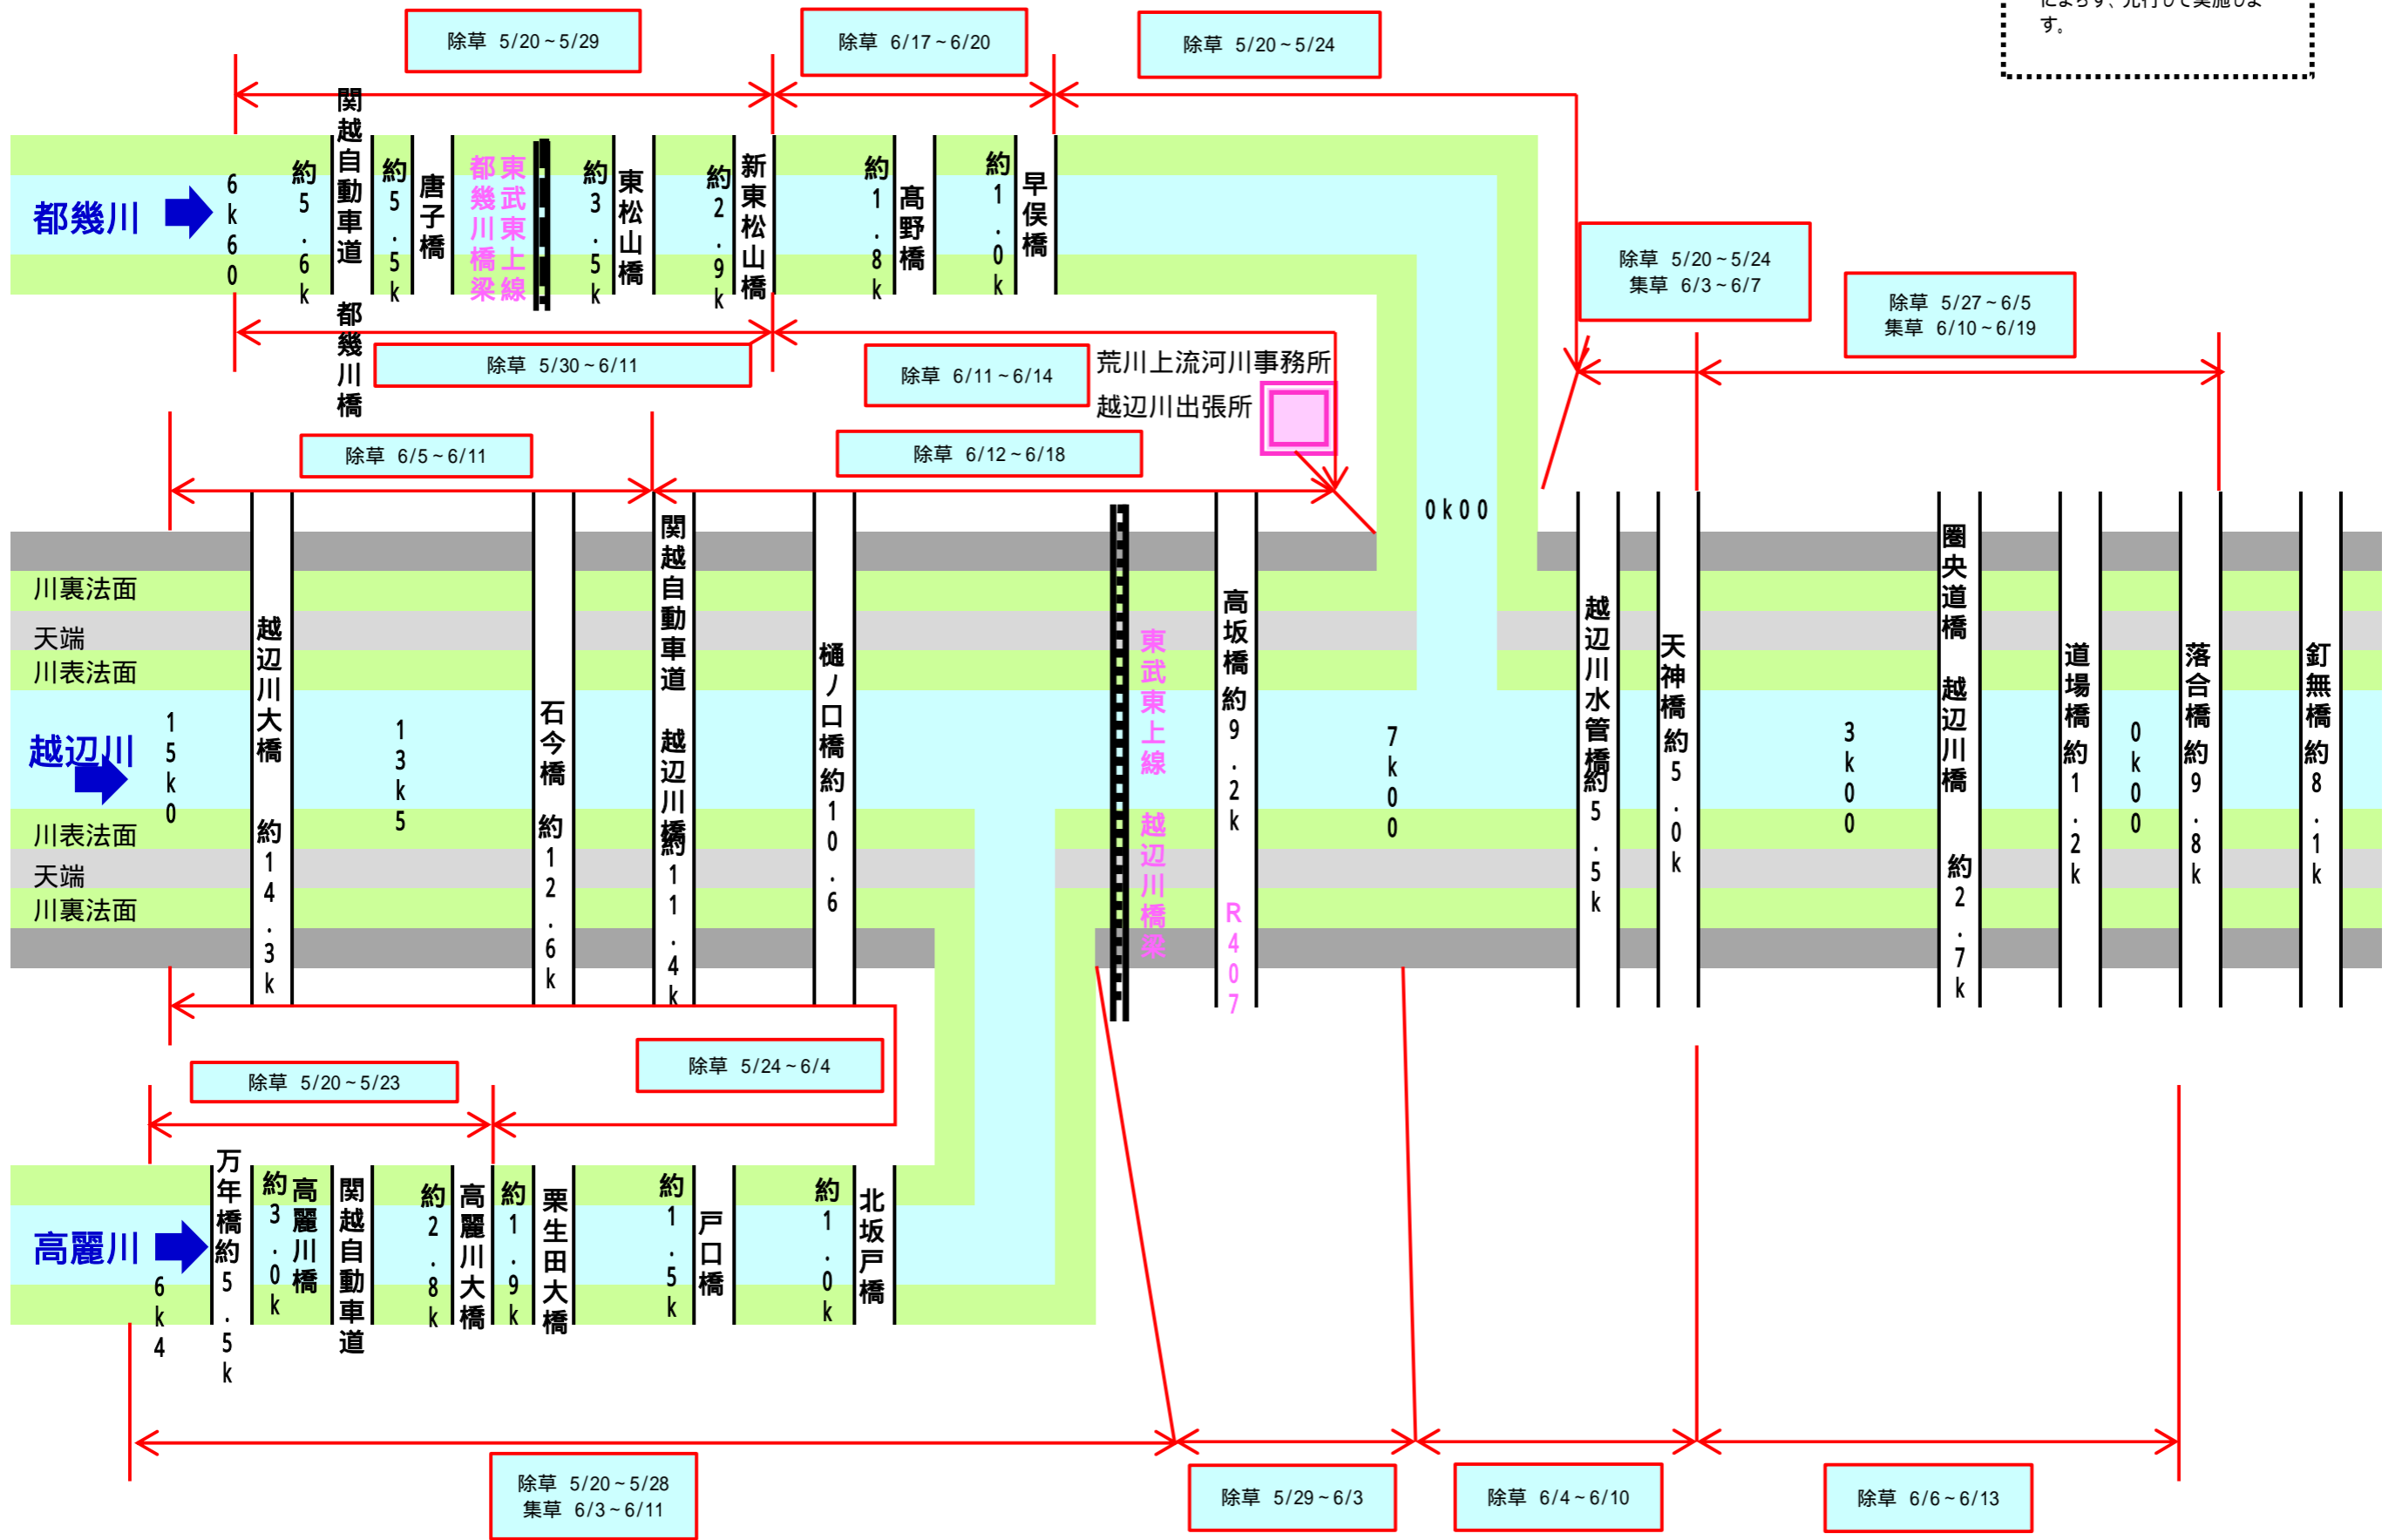 によらず、先行して実施しま
す。
除草 5/20～5/29
除草 6/17～6/20
除草 5/20～5/24
都幾川
6k60
約5.6k
関越自動車道 都幾川橋
約5.5k
唐子橋
東武東上線
都幾川橋梁
約3.5k
東松山橋
約2.9k
新東松山橋
約1.8k
髙野橋
約1.0k
早俣橋
除草 5/20～5/24
集草 6/3～6/7
除草 5/27～6/5
集草 6/10～6/19
除草 5/30～6/11
除草 6/11～6/14
荒川上流河川事務所
越辺川出張所
除草 6/5～6/11
除草 6/12～6/18
0k00
川裏法面
天端
川表法面
越辺川
川表法面
天端
川裏法面
15k0
越辺川大橋 約14.3k
13k5
石今橋 約12.6k
関越自動車道 越辺川橋約11.4k
樋ノ口橋約10.6
東武東上線 越辺川橋梁
高坂橋約9.2k R407
7k00
越辺川水管橋約5.5k
天神橋約5.0k
3k00
圏央道橋 越辺川橋 約2.7k
道場橋約1.2k
0k00
落合橋約9.8k
釘無橋約8.1k
除草 5/20～5/23
除草 5/24～6/4
高麗川
6k4
万年橋約5.5k
約3.0k
高麗川橋
関越自動車道
約2.8k
高麗川大橋
約1.9k
栗生田大橋
約1.5k
戸口橋
約1.0k
北坂戸橋
除草 5/20～5/28
集草 6/3～6/11
除草 5/29～6/3
除草 6/4～6/10
除草 6/6～6/13